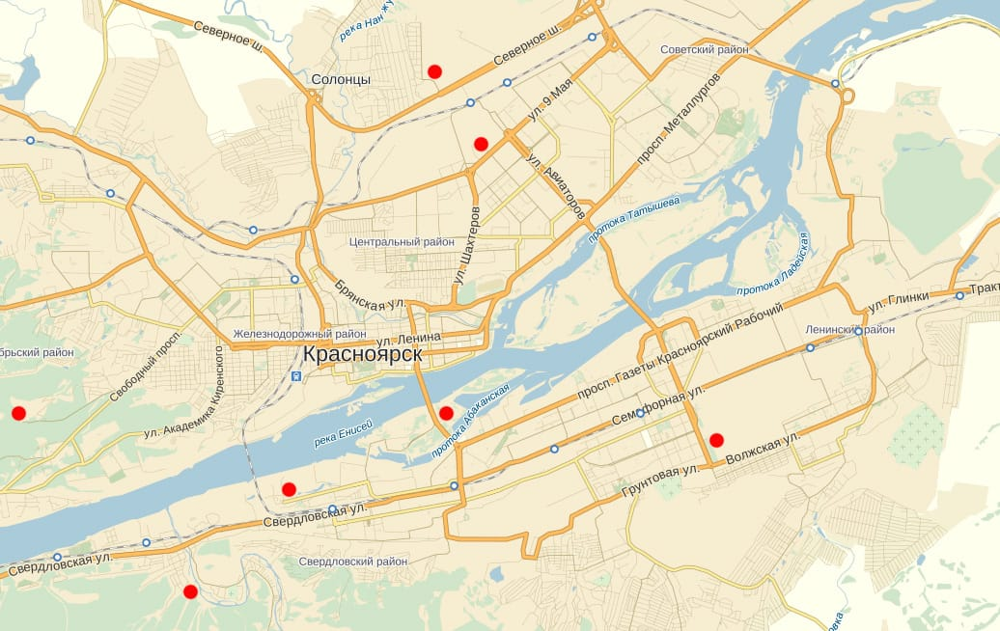 река Нан жу
Северное ш.
Северное ш.
Советский район
Солонцы
ул. 9 Мая
просп. Металлургов
ул. Авиаторов
протока Татышева
Центральный район
ул. Шахтеров
протока Ладейская
Брянская ул.
ул. Глинки
Тракт
просп. Газеты Красноярский Рабочий
Ленинский район
Железнодорожный район
ул. Ленина
Красноярск
брьский район
Свободный просп.
ул. Академика Киренского
протока Абаканская
Семафорная ул.
река Енисей
Волжская ул.
Грунтовая ул.
Свердловская ул.
Свердловская ул.
Свердловский район
овка